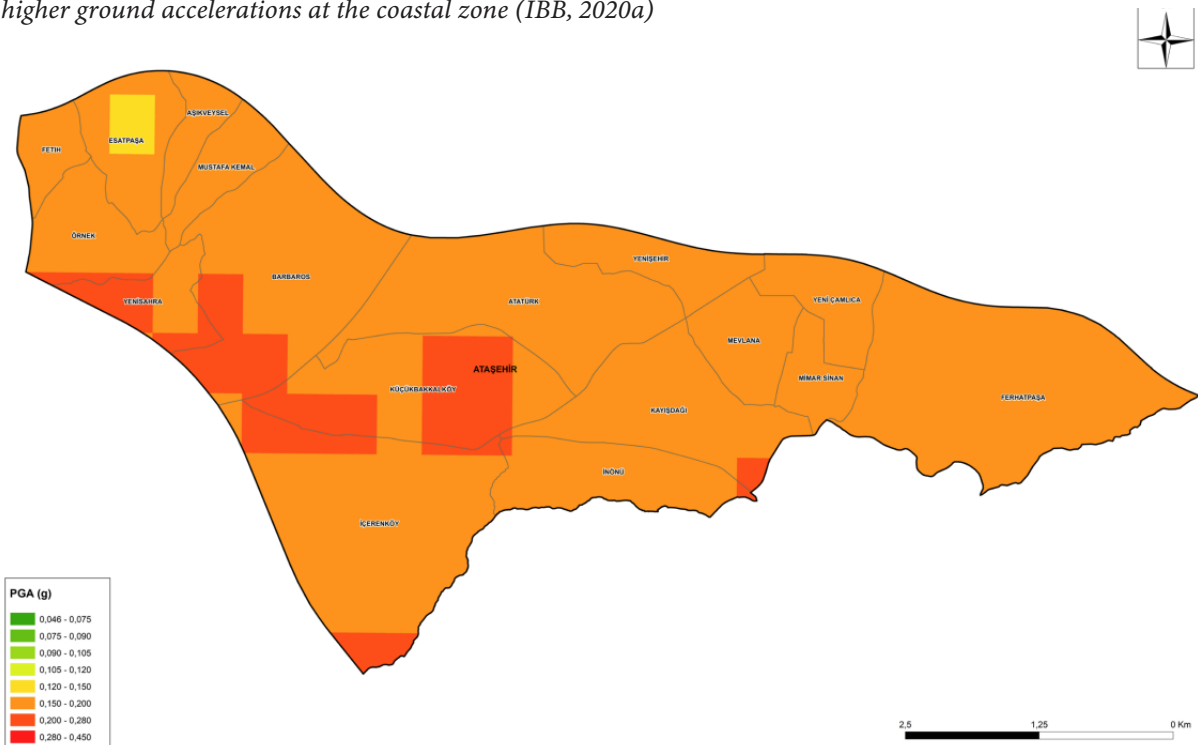 higher ground accelerations at the coastal zone (IBB, 2020a)
AŞIKVEYSEL
ESATPAŞA
FETİH
MUSTAFA KEMAL
ÖRNEK
YENİSAHRA
BARBAROS
YENİŞEHİR
ATATÜRK
YENİ ÇAMLICA
MEVLANA
ATAŞEHİR
MİMAR SİNAN
KÜÇÜKBAKKALKÖY
FERHATPAŞA
KAYIŞDAĞI
İNÖNÜ
İÇERENKÖY
PGA (g)
0,046 - 0,075
0,075 - 0,090
0,090 - 0,105
0,105 - 0,120
0,120 - 0,150
0,150 - 0,200
0,200 - 0,280
0,280 - 0,450
2,5 1,25 0 Km